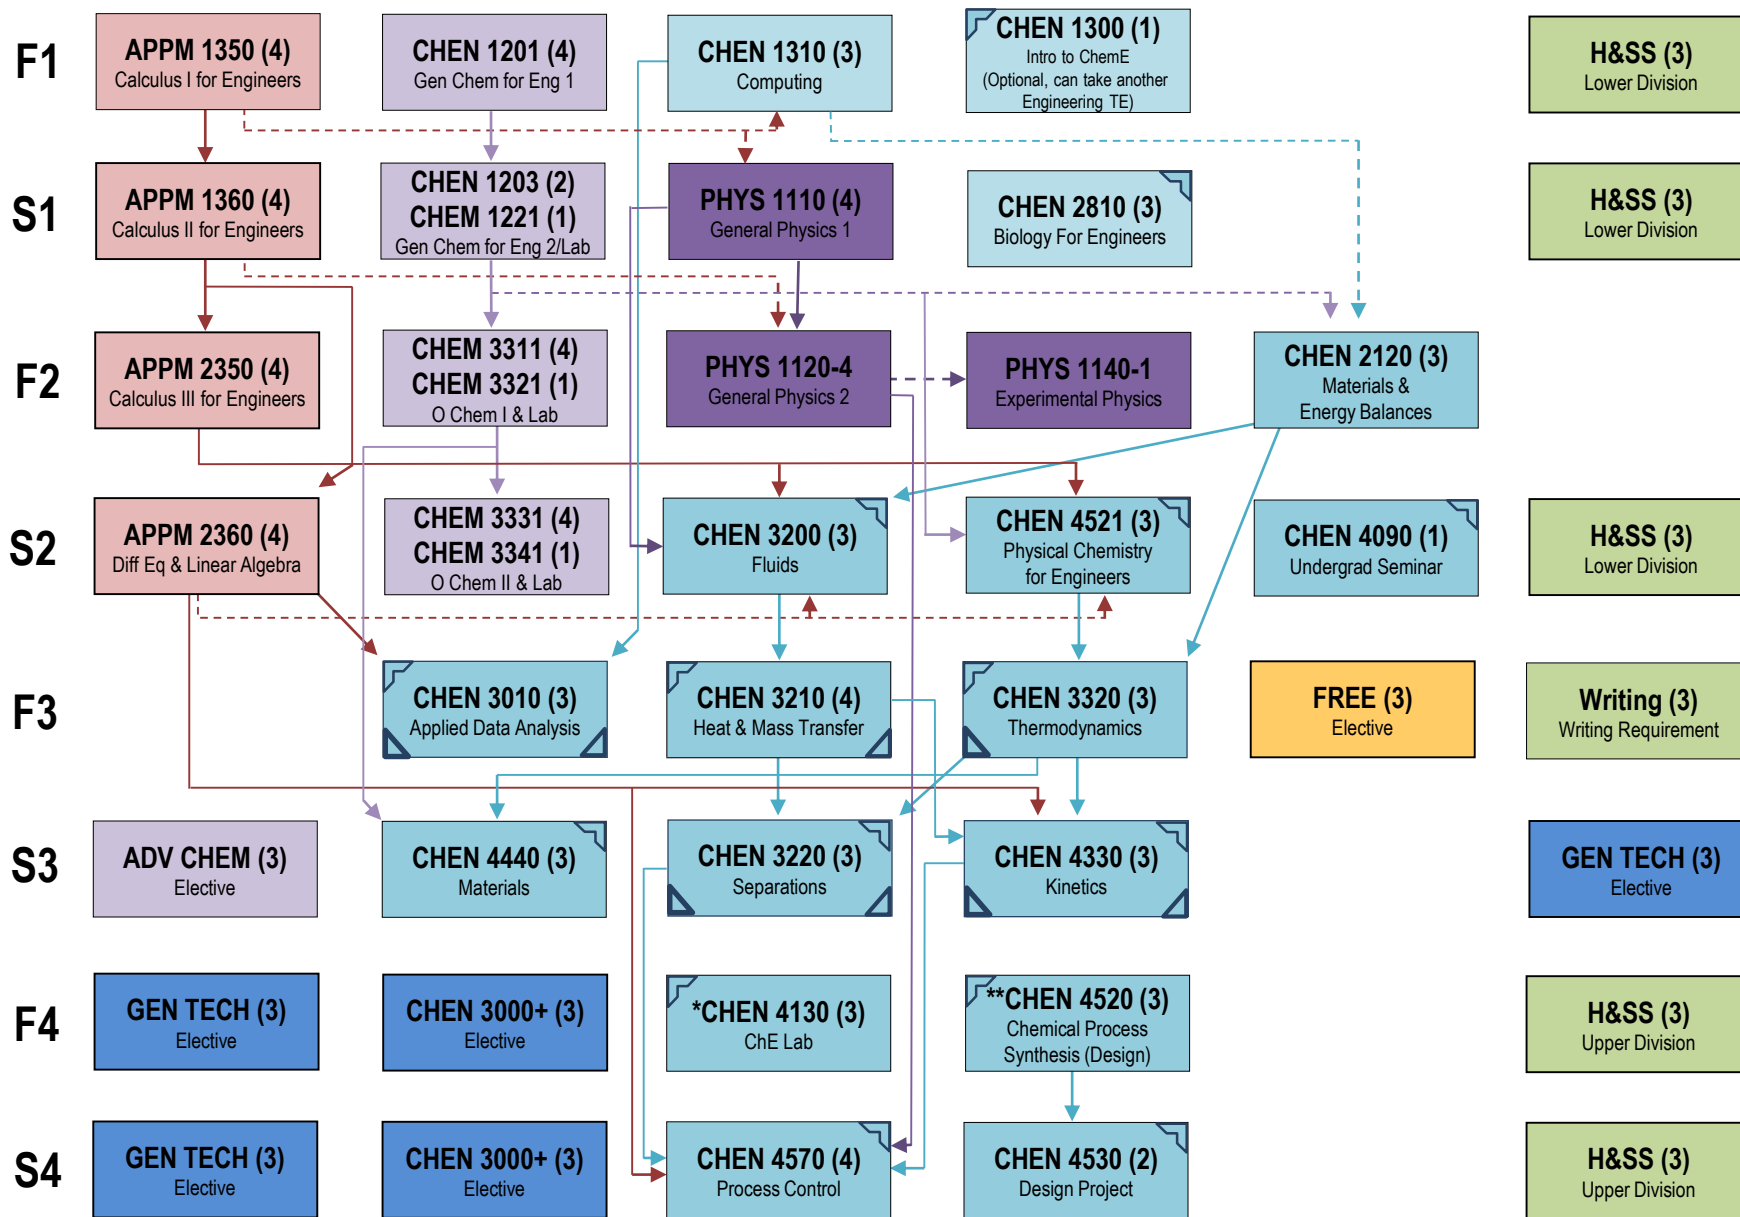 F1
APPM 1350 (4)
Calculus I for Engineers
CHEN 1201 (4)
Gen Chem for Eng 1
CHEN 1310 (3)
Computing
CHEN 1300 (1)
Intro to ChemE
(Optional, can take another
Engineering TE)
H&SS (3)
Lower Division
S1
APPM 1360 (4)
Calculus II for Engineers
CHEN 1203 (2)
CHEM 1221 (1)
Gen Chem for Eng 2/Lab
PHYS 1110 (4)
General Physics 1
CHEN 2810 (3)
Biology For Engineers
H&SS (3)
Lower Division
F2
APPM 2350 (4)
Calculus III for Engineers
CHEM 3311 (4)
CHEM 3321 (1)
O Chem I & Lab
PHYS 1120-4
General Physics 2
PHYS 1140-1
Experimental Physics
CHEN 2120 (3)
Materials &
Energy Balances
S2
APPM 2360 (4)
Diff Eq & Linear Algebra
CHEM 3331 (4)
CHEM 3341 (1)
O Chem II & Lab
CHEN 3200 (3)
Fluids
CHEN 4521 (3)
Physical Chemistry
for Engineers
CHEN 4090 (1)
Undergrad Seminar
H&SS (3)
Lower Division
F3
CHEN 3010 (3)
Applied Data Analysis
CHEN 3210 (4)
Heat & Mass Transfer
CHEN 3320 (3)
Thermodynamics
FREE (3)
Elective
Writing (3)
Writing Requirement
S3
ADV CHEM (3)
Elective
CHEN 4440 (3)
Materials
CHEN 3220 (3)
Separations
CHEN 4330 (3)
Kinetics
GEN TECH (3)
Elective
F4
GEN TECH (3)
Elective
CHEN 3000+ (3)
Elective
*CHEN 4130 (3)
ChE Lab
**CHEN 4520 (3)
Chemical Process
Synthesis (Design)
H&SS (3)
Upper Division
S4
GEN TECH (3)
Elective
CHEN 3000+ (3)
Elective
CHEN 4570 (4)
Process Control
CHEN 4530 (2)
Design Project
H&SS (3)
Upper Division